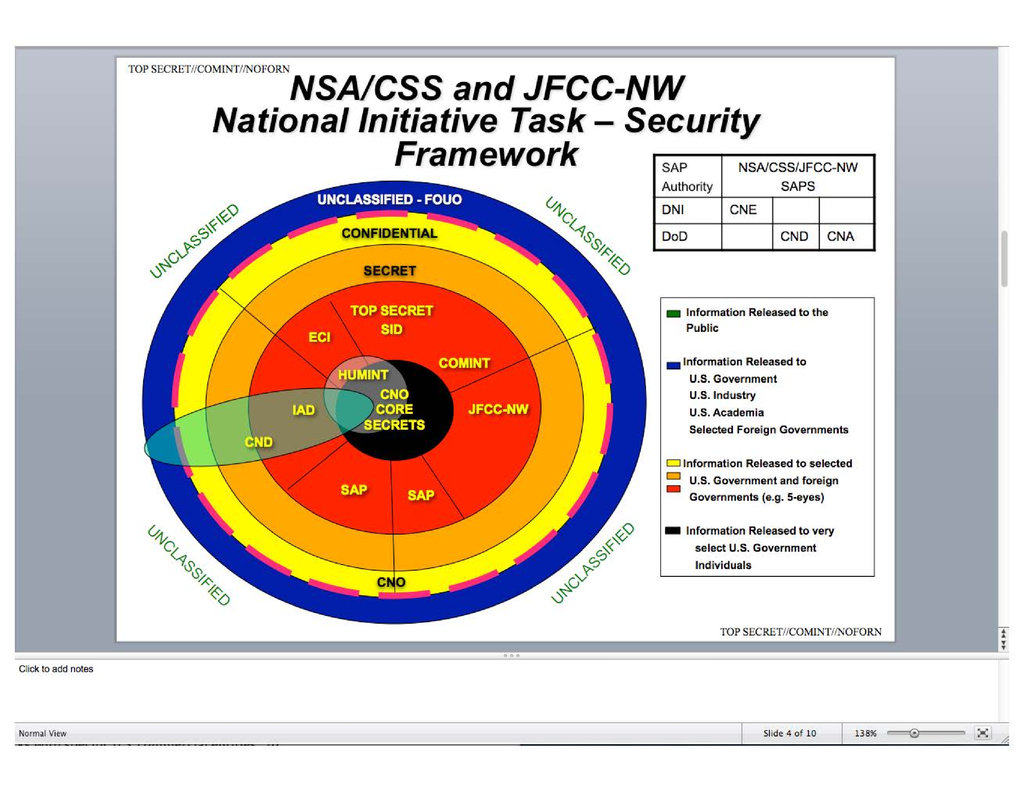 TOP SECRET//COMINT//NOFORN
NSA/CSS and JFCC-NW
National Initiative Task – Security
Framework
SAP Authority NSA/CSS/JFCC-NW SAPS
DNI CNE
DoD CND CNA
UNCLASSIFIED
UNCLASSIFIED
UNCLASSIFIED - FOUO
CONFIDENTIAL
SECRET
TOP SECRET
SID
ECI
COMINT
HUMINT
CNO
CORE
SECRETS
IAD
JFCC-NW
CND
SAP
SAP
CNO
UNCLASSIFIED
UNCLASSIFIED
Information Released to the
Public
Information Released to
U.S. Government
U.S. Industry
U.S. Academia
Selected Foreign Governments
Information Released to selected
U.S. Government and foreign
Governments (e.g. 5-eyes)
Information Released to very
select U.S. Government
Individuals
TOP SECRET//COMINT//NOFORN
Click to add notes
Normal View
Slide 4 of 10
138%